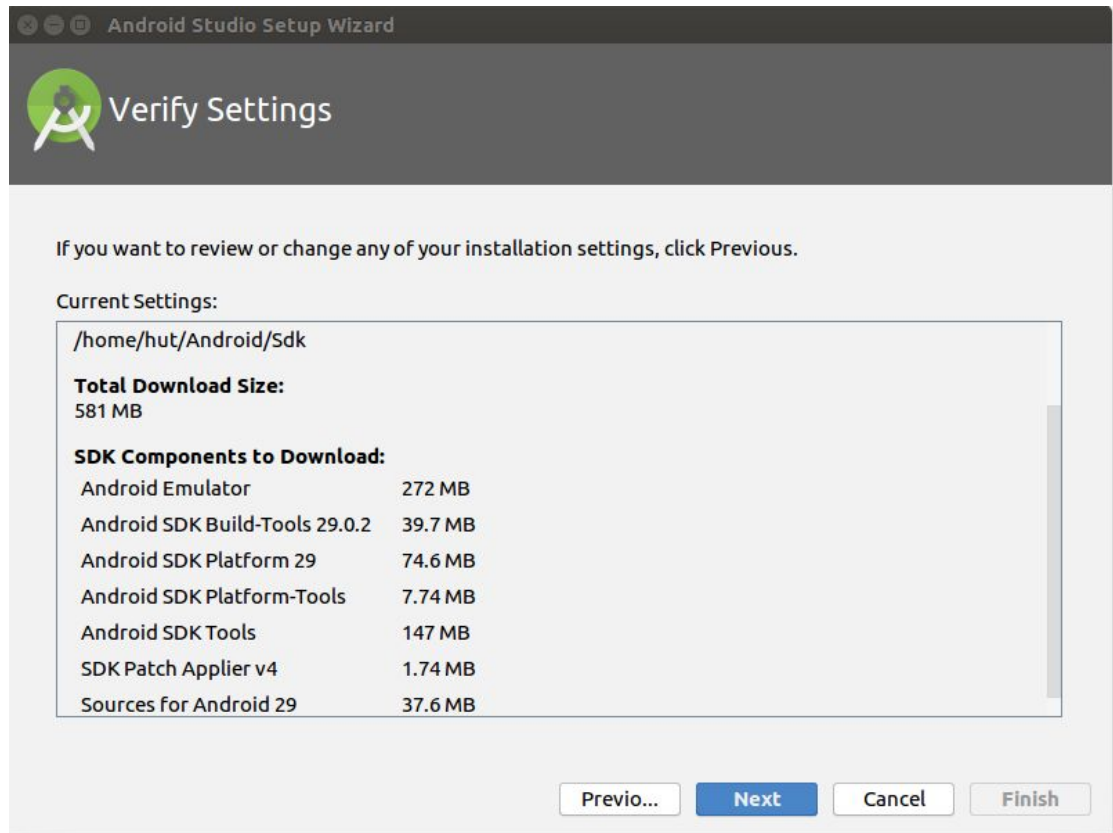 Android Studio Setup Wizard
Verify Settings
If you want to review or change any of your installation settings, click Previous.
Current Settings:
/home/hut/Android/Sdk
Total Download Size:
581 MB
SDK Components to Download:
Android Emulator 272 MB
Android SDK Build-Tools 29.0.2 39.7 MB
Android SDK Platform 29 74.6 MB
Android SDK Platform-Tools 7.74 MB
Android SDK Tools 147 MB
SDK Patch Applier v4 1.74 MB
Sources for Android 29 37.6 MB
Previo... Next Cancel Finish